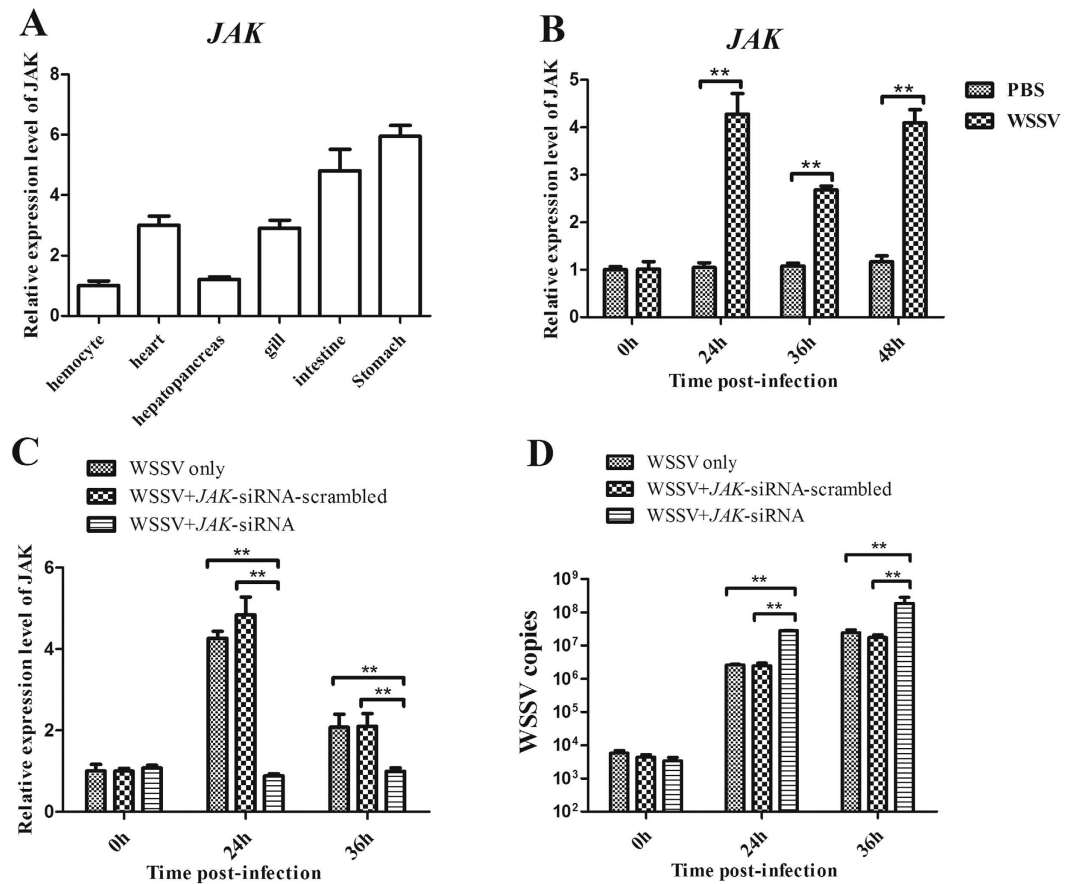 A
JAK
Relative expression level of JAK
8
6
4
2
0
hemocyte
heart
hepatopancreas
gill
intestine
Stomach
B
JAK
Relative expression level of JAK
5
4
3
2
1
0
**
**
**
PBS
WSSV
0h
24h
36h
48h
Time post-infection
C
WSSV only
WSSV+JAK-siRNA-scrambled
WSSV+JAK-siRNA
Relative expression level of JAK
6
4
2
0
**
**
**
**
0h
24h
36h
Time post-infection
D
WSSV only
WSSV+JAK-siRNA-scrambled
WSSV+JAK-siRNA
WSSV copies
10⁹
10⁸
10⁷
10⁶
10⁵
10⁴
10³
10²
**
**
**
**
0h
24h
36h
Time post-infection